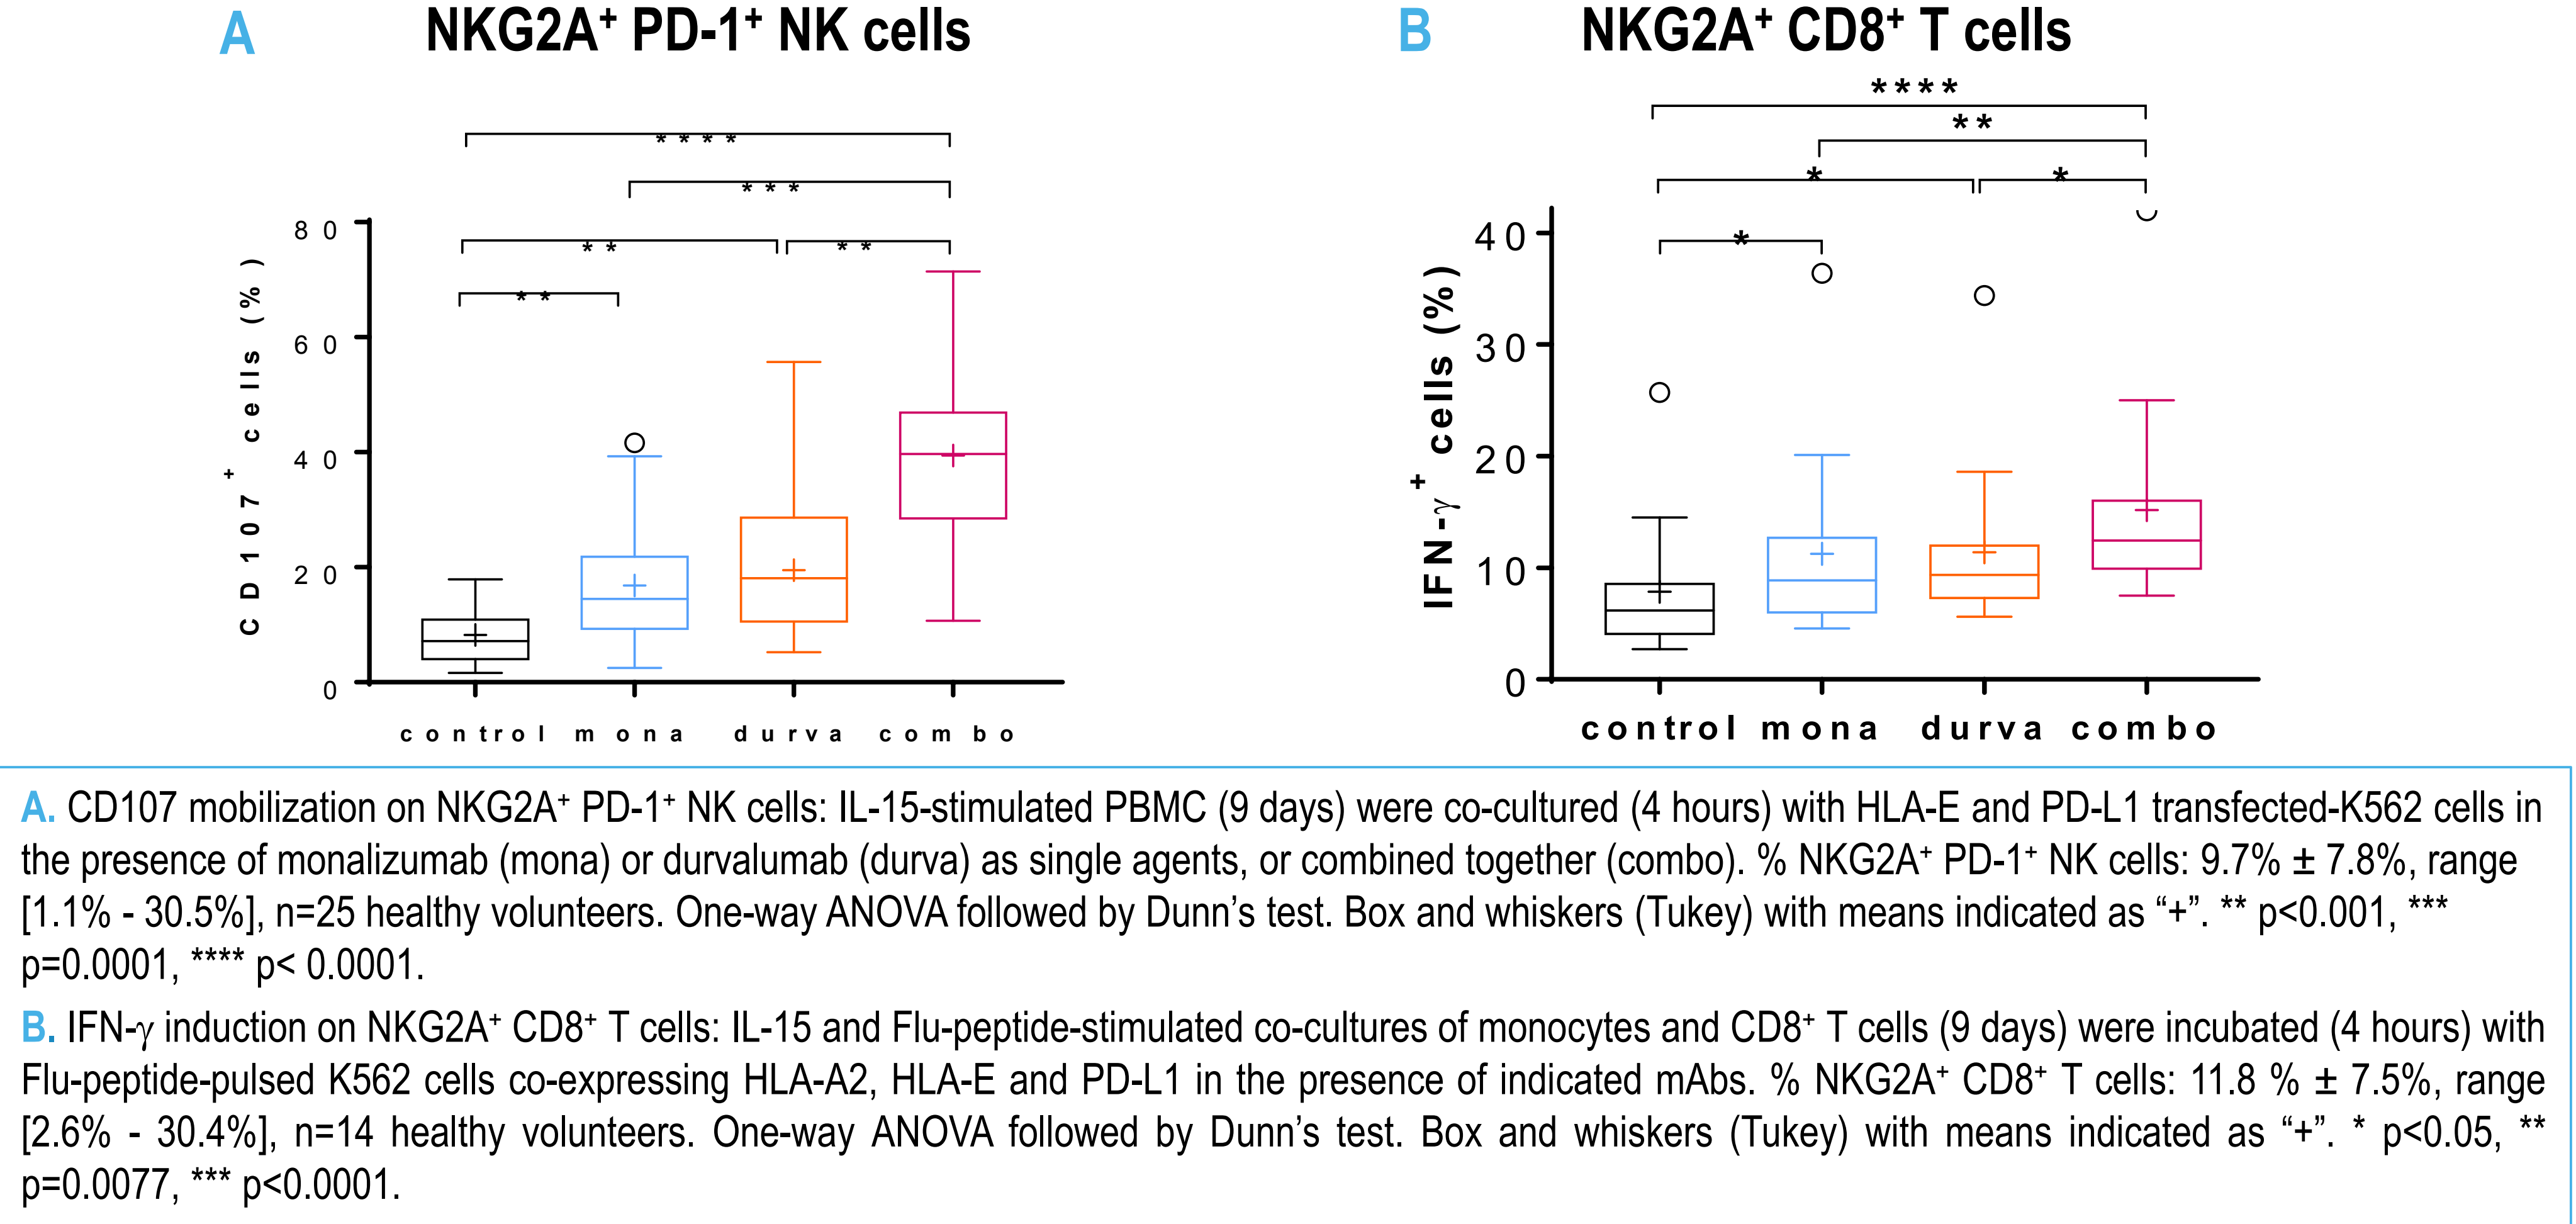 A NKG2A⁺ PD-1⁺ NK cells
B NKG2A⁺ CD8⁺ T cells
****
***
**
**
**
CD107⁺ cells (%)
80
60
40
20
0
control mona durva combo
****
**
*
*
*
IFN-γ⁺ cells (%)
40
30
20
10
0
control mona durva combo
A. CD107 mobilization on NKG2A⁺ PD-1⁺ NK cells: IL-15-stimulated PBMC (9 days) were co-cultured (4 hours) with HLA-E and PD-L1 transfected-K562 cells in
the presence of monalizumab (mona) or durvalumab (durva) as single agents, or combined together (combo). % NKG2A⁺ PD-1⁺ NK cells: 9.7% ± 7.8%, range
[1.1% - 30.5%], n=25 healthy volunteers. One-way ANOVA followed by Dunn’s test. Box and whiskers (Tukey) with means indicated as “+”. ** p<0.001, ***
p=0.0001, **** p< 0.0001.
B. IFN-γ induction on NKG2A⁺ CD8⁺ T cells: IL-15 and Flu-peptide-stimulated co-cultures of monocytes and CD8⁺ T cells (9 days) were incubated (4 hours) with
Flu-peptide-pulsed K562 cells co-expressing HLA-A2, HLA-E and PD-L1 in the presence of indicated mAbs. % NKG2A⁺ CD8⁺ T cells: 11.8 % ± 7.5%, range
[2.6% - 30.4%], n=14 healthy volunteers. One-way ANOVA followed by Dunn’s test. Box and whiskers (Tukey) with means indicated as “+”. * p<0.05, **
p=0.0077, *** p<0.0001.